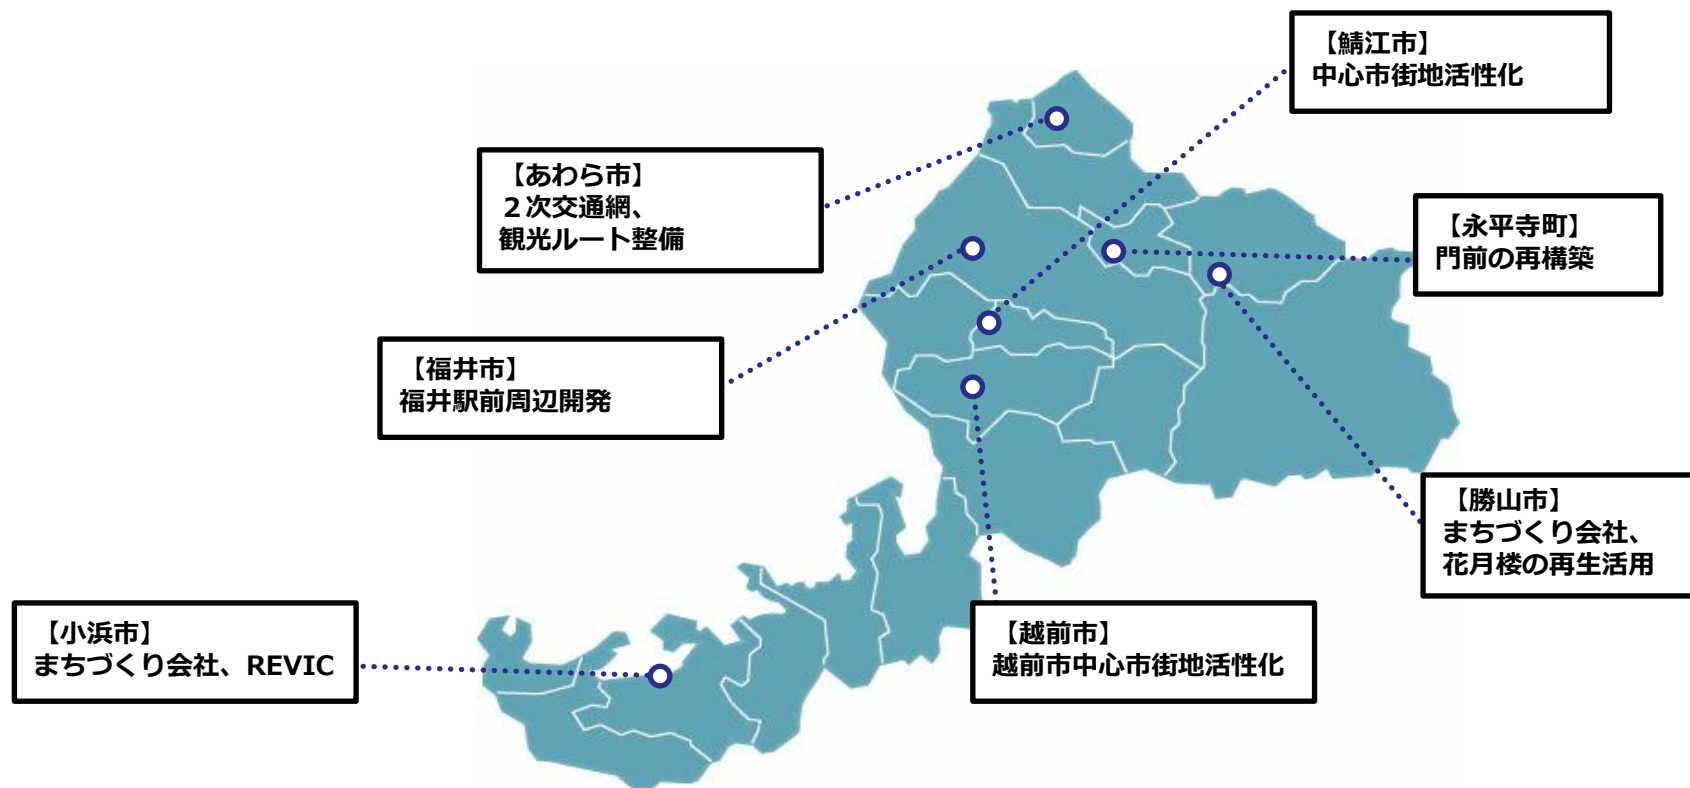 【鯖江市】
中心市街地活性化
【あわら市】
２次交通網、
観光ルート整備
【永平寺町】
門前の再構築
【福井市】
福井駅前周辺開発
【勝山市】
まちづくり会社、
花月楼の再生活用
【小浜市】
まちづくり会社、REVIC
【越前市】
越前市中心市街地活性化